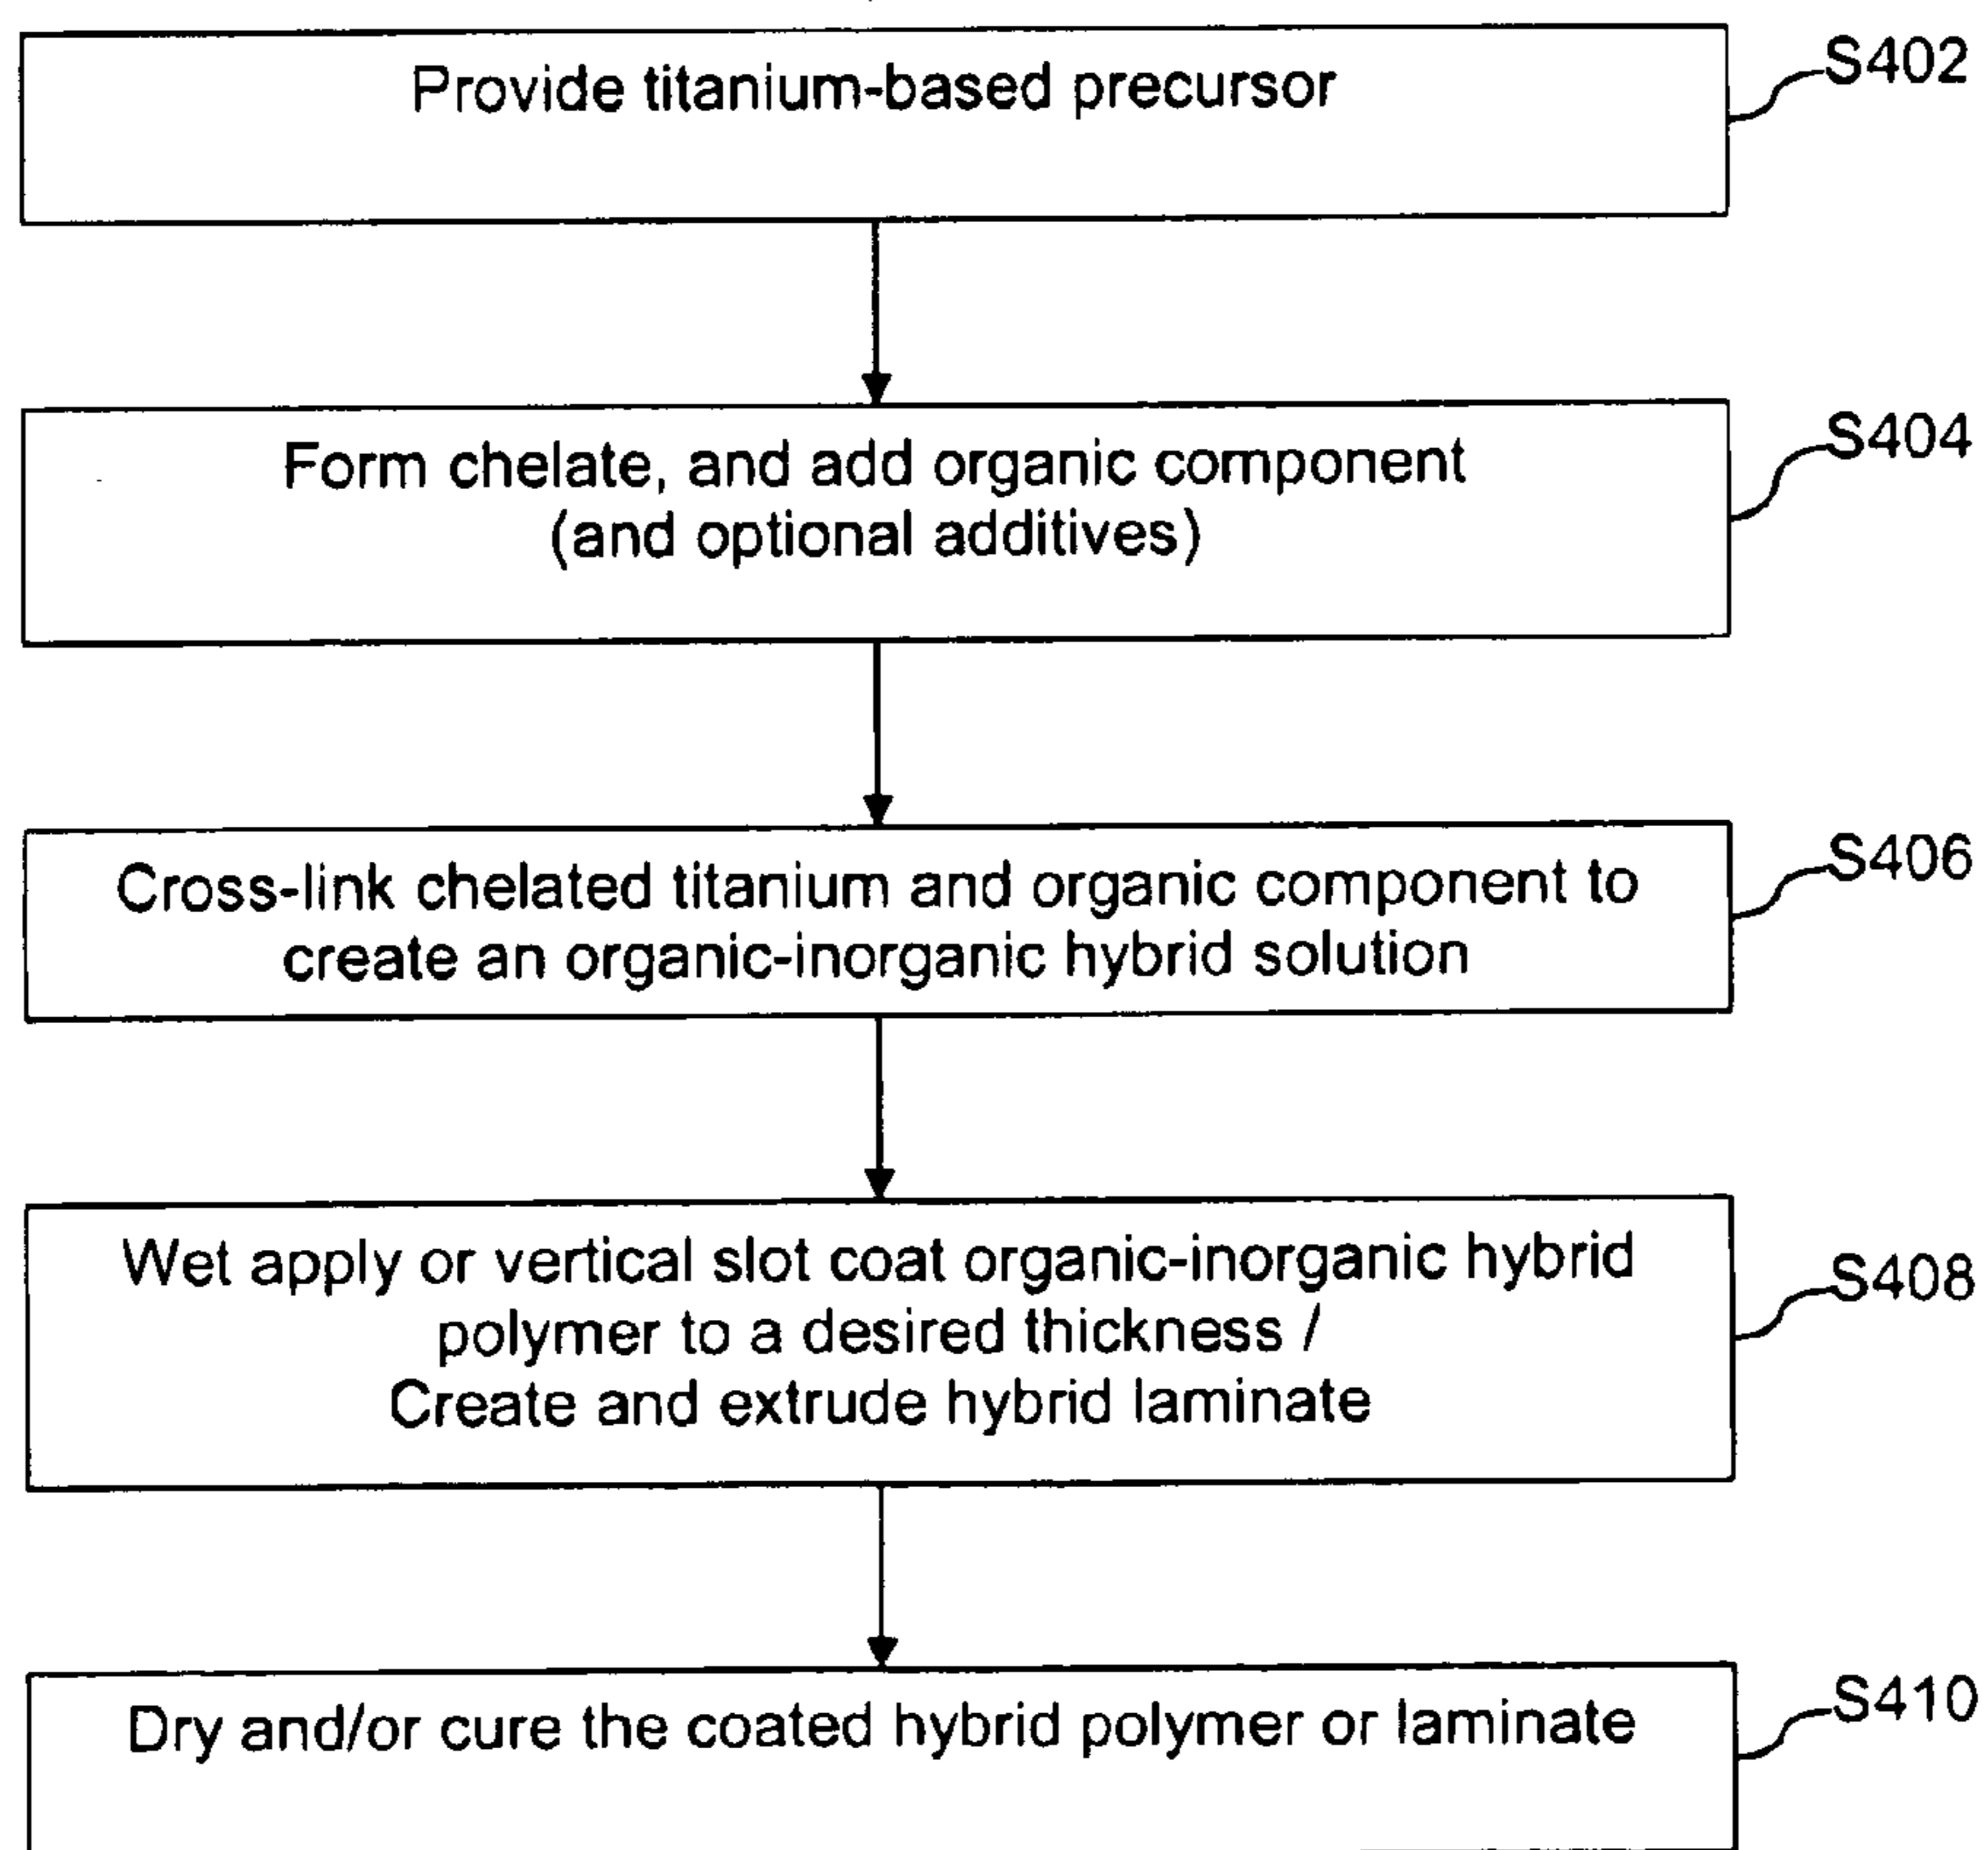 Provide titanium-based precursor
S402
Form chelate, and add organic component
(and optional additives)
S404
Cross-link chelated titanium and organic component to
create an organic-inorganic hybrid solution
S406
Wet apply or vertical slot coat organic-inorganic hybrid
polymer to a desired thickness /
Create and extrude hybrid laminate
S408
Dry and/or cure the coated hybrid polymer or laminate
S410